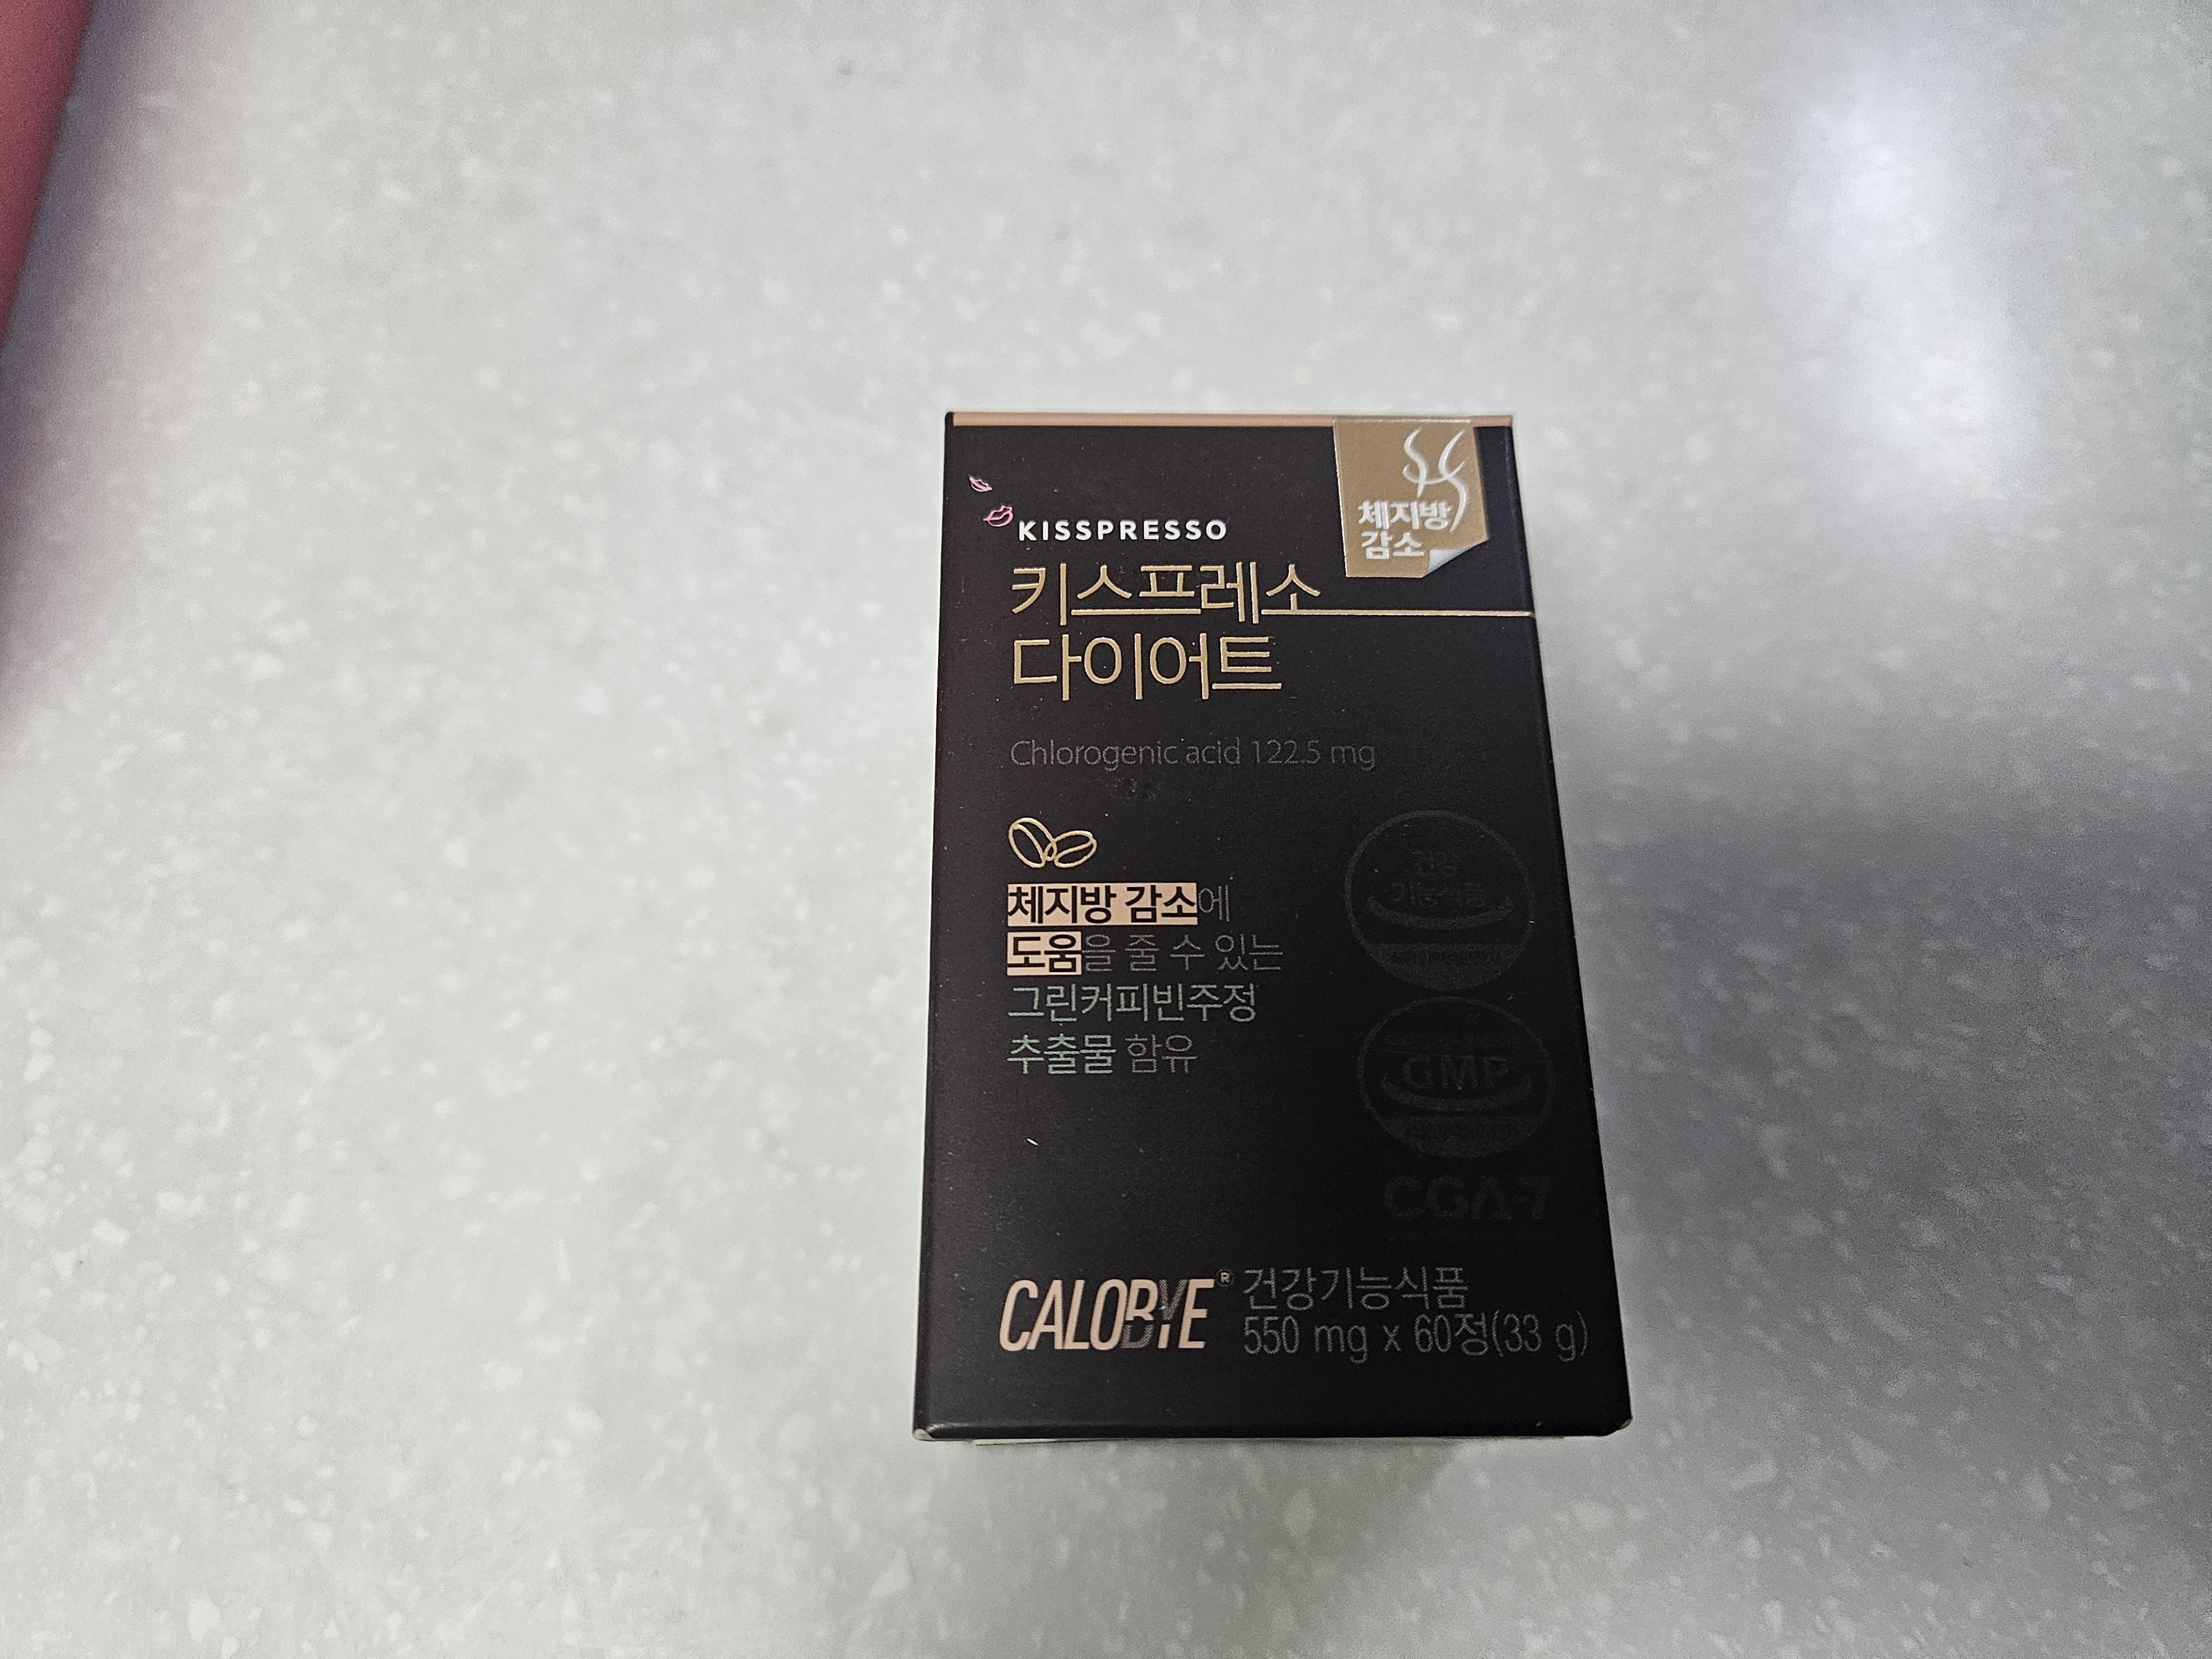 KISSPRESSO
체지방
감소
키스프레소
다이어트
Chlorogenic acid 122.5 mg
체지방 감소에
도움을 줄 수 있는
그린커피빈주정
추출물 함유
건강
기능식품
GMP
CGA-7
CALOBYE®
건강기능식품
550 mg x 60정(33 g)